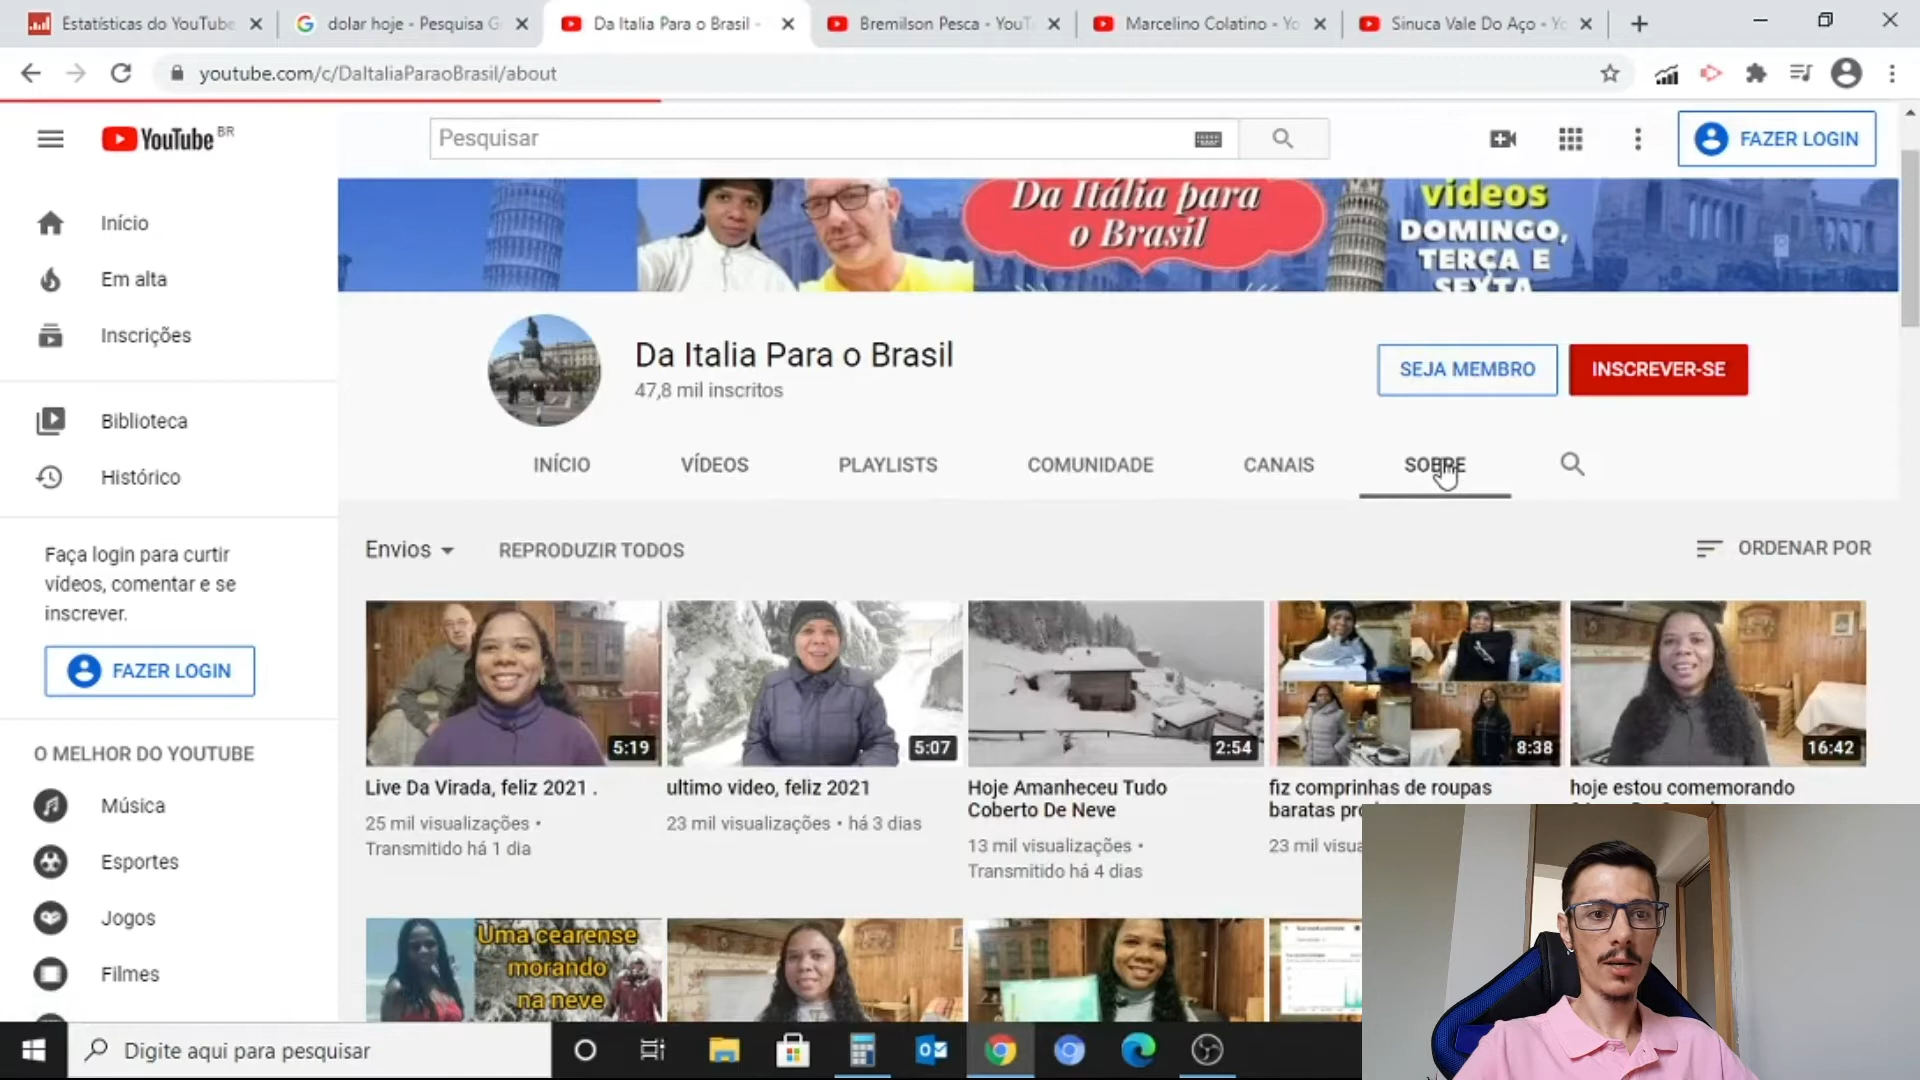 Estatísticas do YouTube
dolar hoje - Pesquisa G
Da Italia Para o Brasil -
Bremilson Pesca - YouT
Marcelino Colatino - Yo
Sinuca Vale Do Aço - Yo
youtube.com/c/DaItaliaParaoBrasil/about
YouTube BR
Pesquisar
FAZER LOGIN
Início
Em alta
Inscrições
Biblioteca
Histórico
Faça login para curtir
vídeos, comentar e se
inscrever.
FAZER LOGIN
O MELHOR DO YOUTUBE
Música
Esportes
Jogos
Filmes
Da Itália para
o Brasil
videos
DOMINGO,
TERÇA E
SEXTA
Da Italia Para o Brasil
47,8 mil inscritos
SEJA MEMBRO
INSCREVER-SE
INÍCIO
VÍDEOS
PLAYLISTS
COMUNIDADE
CANAIS
SOBRE
Envios
REPRODUZIR TODOS
ORDENAR POR
5:19
Live Da Virada, feliz 2021 .
25 mil visualizações •
Transmitido há 1 dia
5:07
ultimo video, feliz 2021
23 mil visualizações • há 3 dias
2:54
Hoje Amanheceu Tudo
Coberto De Neve
13 mil visualizações •
Transmitido há 4 dias
8:38
fiz comprinhas de roupas
baratas
23 mil
16:42
hoje estou comemorando
Uma cearense
morando
na neve
Digite aqui para pesquisar